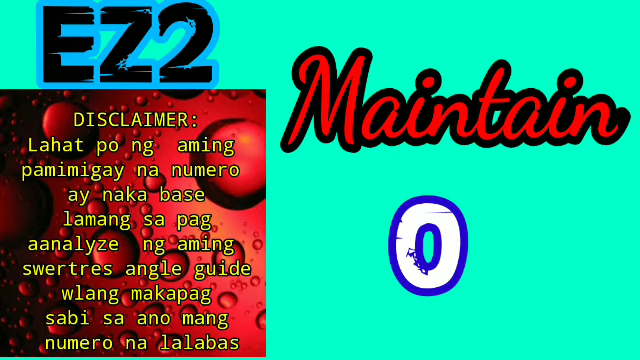 EZ2
DISCLAIMER:
Lahat po ng aming
pamimigay na numero
ay naka base
lamang sa pag
aanalyze ng aming
swertres angle guide
wlang makapag
sabi sa ano mang
numero na lalabas
Maintain
0